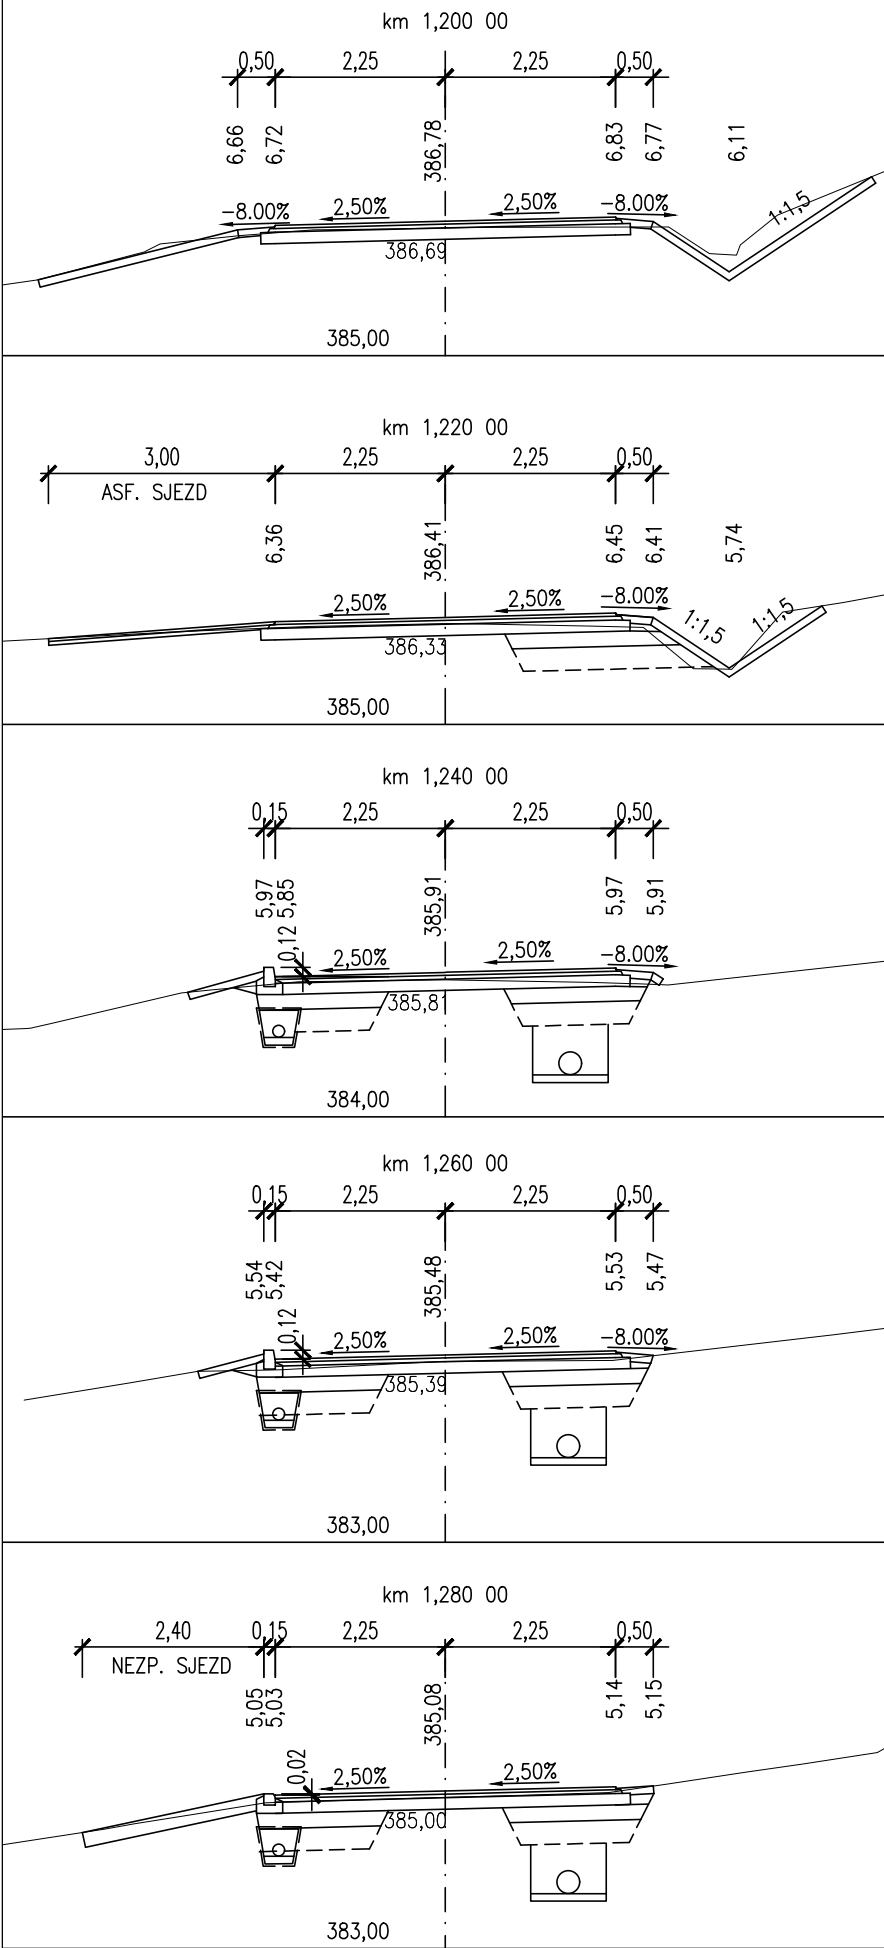 km 1,200 00
0,50 2,25 2,25 0,50
6,66 6,72 386,78 6,83 6,77 6,11
-8.00% 2,50% 2,50% -8.00% 1:1,5
386,69
385,00
km 1,220 00
3,00 2,25 2,25 0,50
ASF. SJEZD
6,36 386,41 6,45 6,41 5,74
2,50% 2,50% -8.00% 1:1,5 1:1,5
386,33
385,00
km 1,240 00
0,15 2,25 2,25 0,50
5,97 5,85 385,91 5,97 5,91
0,12 2,50% 2,50% -8.00%
385,81
384,00
km 1,260 00
0,15 2,25 2,25 0,50
5,54 5,42 385,48 5,53 5,47
0,12 2,50% 2,50% -8.00%
385,39
383,00
km 1,280 00
2,40 0,15 2,25 2,25 0,50
NEZP. SJEZD
5,05 5,03 385,08 5,14 5,15
0,02 2,50% 2,50%
385,00
383,00